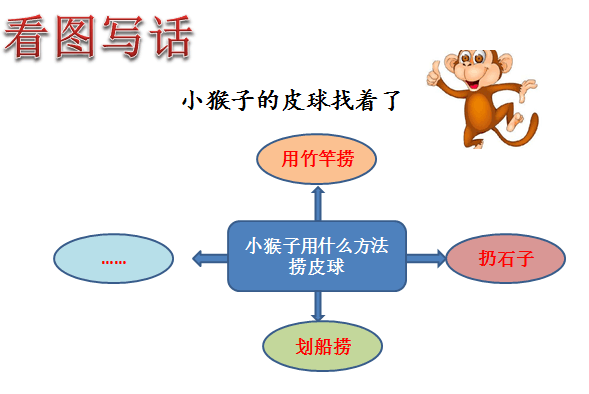 看图写话
小猴子的皮球找着了
用竹竿捞
小猴子用什么方法
捞皮球
……
扔石子
划船捞